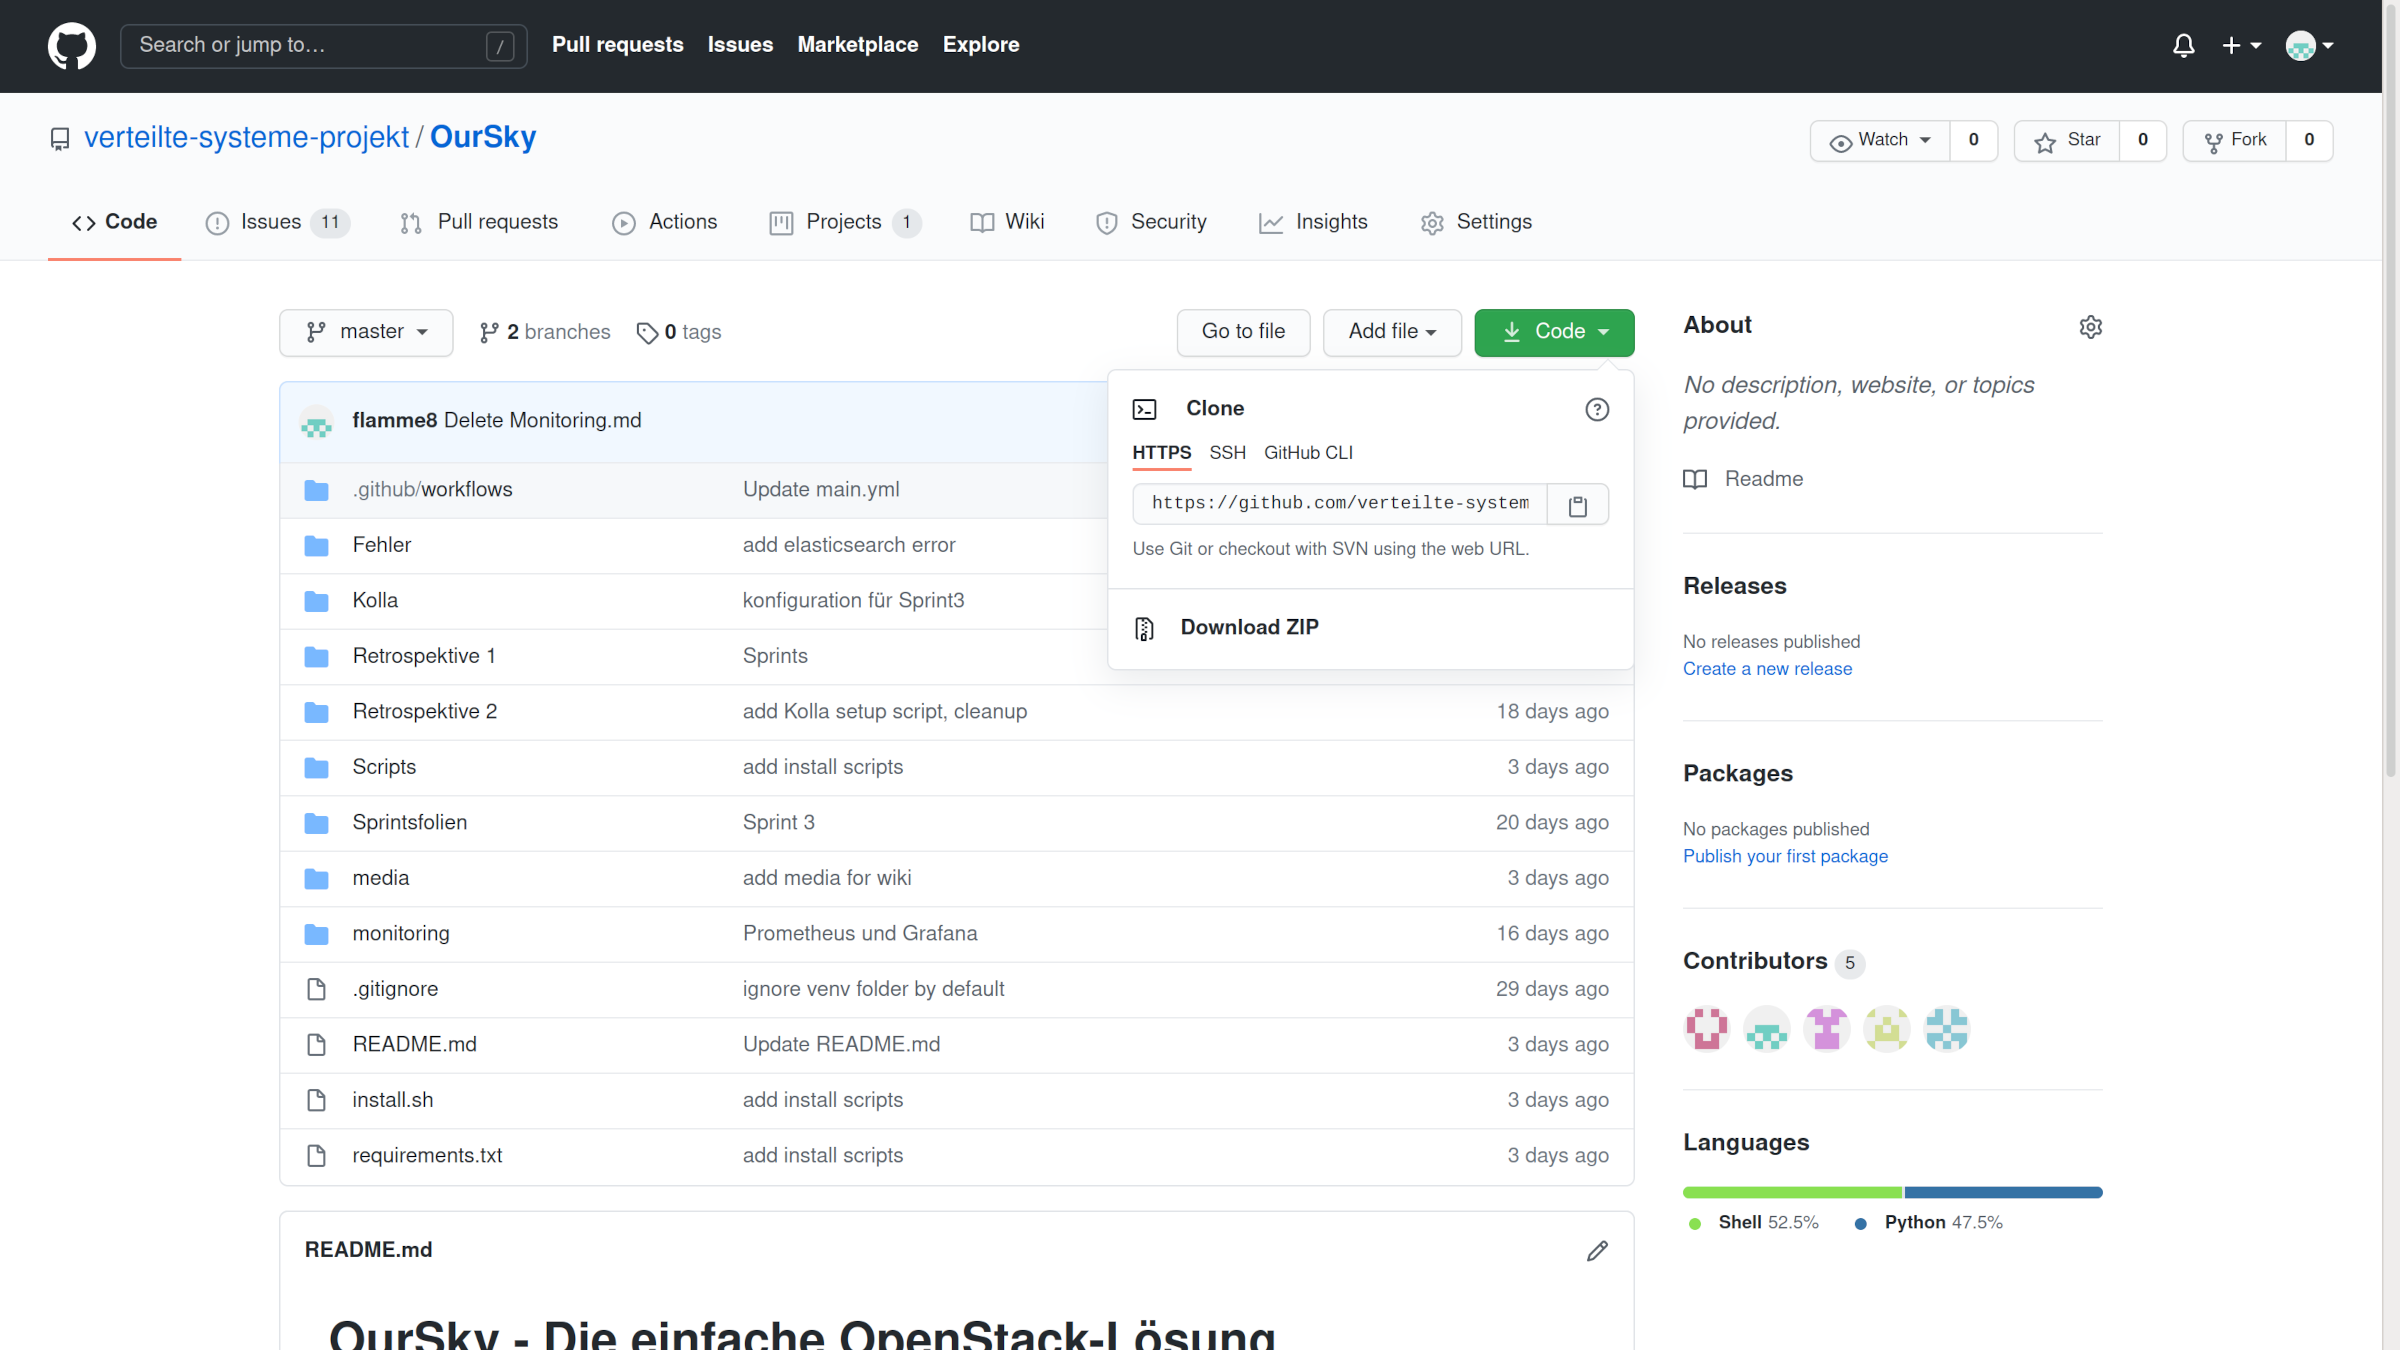 Search or jump to… /
Pull requests Issues Marketplace Explore
verteilte-systeme-projekt / OurSky
Watch 0 Star 0 Fork 0
Code Issues 11 Pull requests Actions Projects 1 Wiki Security Insights Settings
master 2 branches 0 tags Go to file Add file Code
flamme8 Delete Monitoring.md
.github/workflows Update main.yml
Fehler add elasticsearch error
Kolla konfiguration für Sprint3
Retrospektive 1 Sprints
Retrospektive 2 add Kolla setup script, cleanup 18 days ago
Scripts add install scripts 3 days ago
Sprintsfolien Sprint 3 20 days ago
media add media for wiki 3 days ago
monitoring Prometheus und Grafana 16 days ago
.gitignore ignore venv folder by default 29 days ago
README.md Update README.md 3 days ago
install.sh add install scripts 3 days ago
requirements.txt add install scripts 3 days ago
Clone
HTTPS SSH GitHub CLI
https://github.com/verteilte-system
Use Git or checkout with SVN using the web URL.
Download ZIP
README.md
OurSky - Die einfache OpenStack-Lösung
About
No description, website, or topics
provided.
Readme
Releases
No releases published
Create a new release
Packages
No packages published
Publish your first package
Contributors 5
Languages
Shell 52.5% Python 47.5%